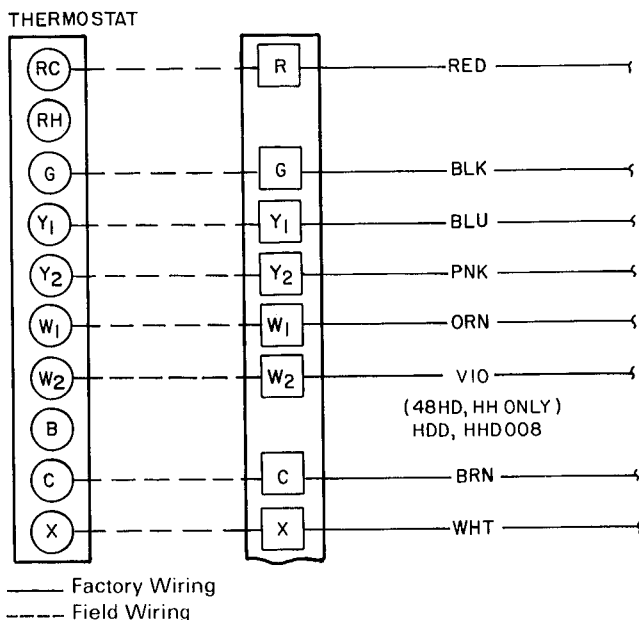 THERMOSTAT
RC R RED
RH
G G BLK
Y1 Y1 BLU
Y2 Y2 PNK
W1 W1 ORN
W2 W2 VIO
(48HD, HH ONLY)
HDD, HHD008
B
C C BRN
X X WHT
Factory Wiring
Field Wiring